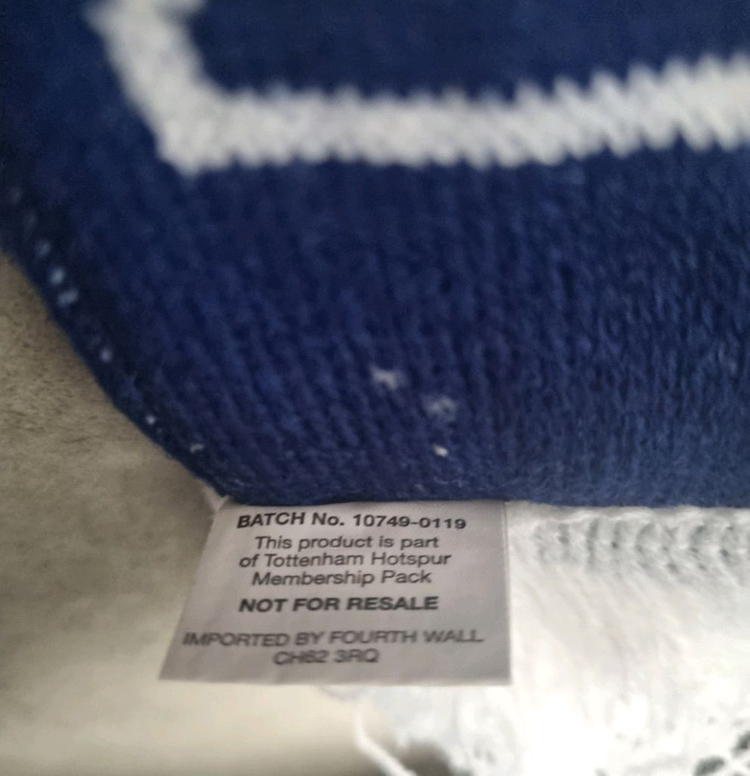 BATCH No. 10749-0119
This product is part
of Tottenham Hotspur
Membership Pack
NOT FOR RESALE
IMPORTED BY FOURTH WALL
CH62 3RQ